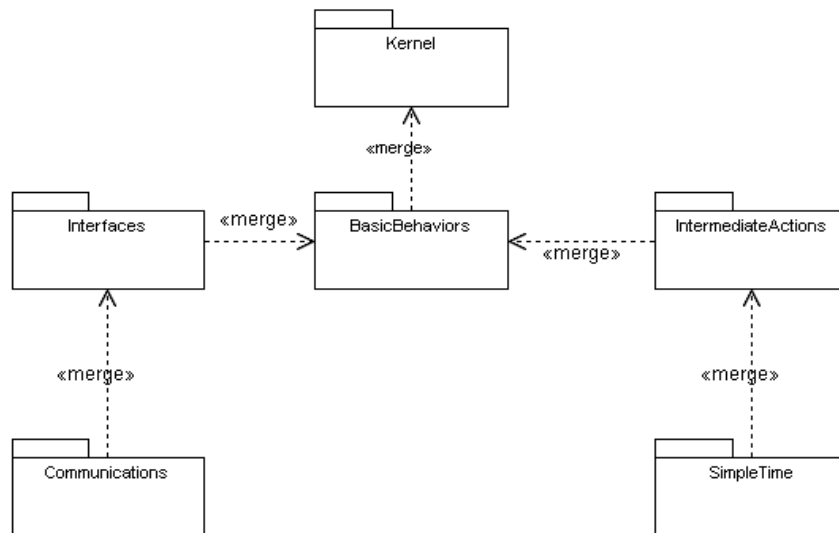 Kernel
«merge»
Interfaces
«merge»
BasicBehaviors
«merge»
IntermediateActions
«merge»
«merge»
Communications
SimpleTime